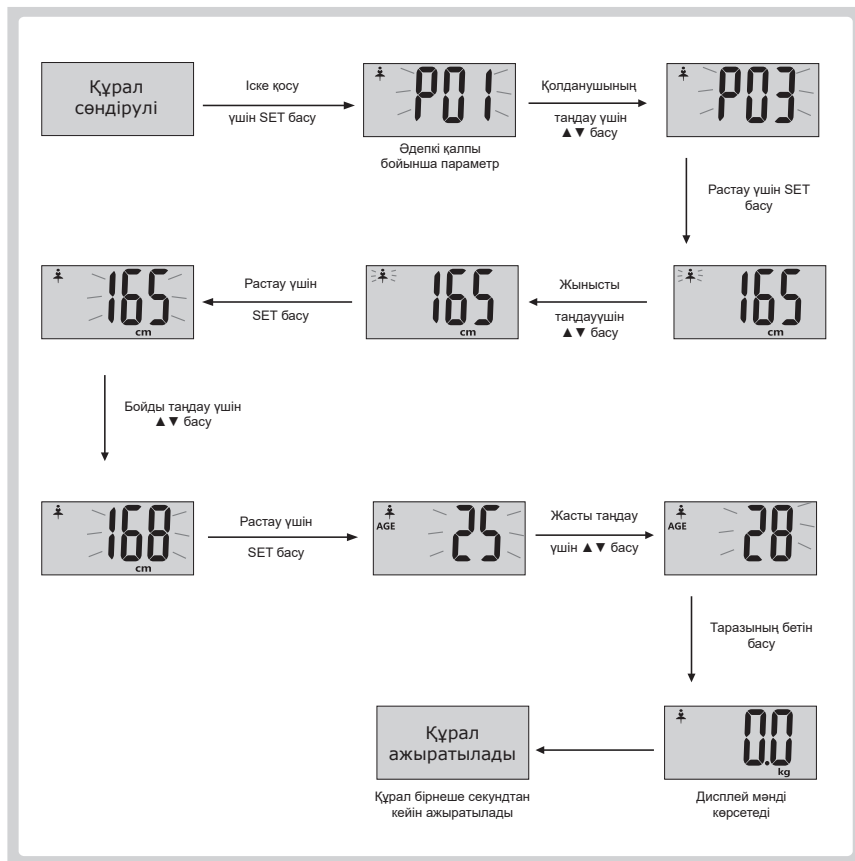 Құрал
сөндірулі
Іске қосу
үшін SET басу
P01
Әдепкі қалпы
бойынша параметр
Қолданушының
таңдау үшін
▲▼ басу
P03
Растау үшін SET
басу
165
cm
Жынысты
таңдауүшін
▲▼ басу
165
cm
Растау үшін
SET басу
165
cm
Бойды таңдау үшін
▲▼ басу
168
cm
Растау үшін
SET басу
AGE 25
Жасты таңдау
үшін ▲▼ басу
AGE 28
Таразының бетін
басу
0.0
kg
Дисплей мәнді
көрсетеді
Құрал
ажыратылады
Құрал бірнеше секундтан
кейін ажыратылады